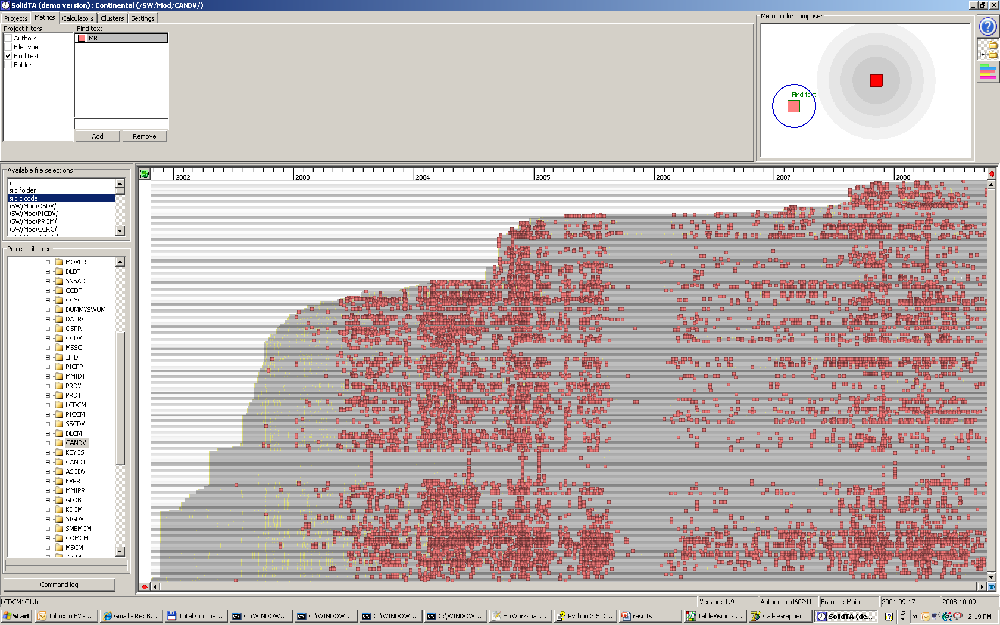 SolidTA (demo version) : Continental (/SW/Mod/CANDV/)
Projects Metrics Calculators Clusters Settings
Project filters
Authors
File type
Find text
Folder
Find text
MR
Add Remove
Metric color composer
Find text
Available file selections
/
src folder
src c code
/SW/Mod/OSDV/
/SW/Mod/PICDV/
/SW/Mod/PRCM/
/SW/Mod/CCRC/
Project file tree
MOVPR
DLDT
SNSAD
CCDT
CCSC
DUMMYSWUM
DATRC
OSPR
CCDV
MSSC
IIFDT
PICPR
MMIDT
PRDV
PRDT
LCDCM
PICCM
SSCDV
DLCM
CANDV
KEYCS
CANDT
ASCDV
EVPR
MMIPR
GLOB
KDCM
SIGDV
SMEMCM
COMCM
MSCM
Command log
2002 2003 2004 2005 2006 2007 2008
LCDCM1C1.h Version: 1.9 Author : uid60241 Branch : Main 2004-09-17 2008-10-09
Start Inbox in BV - ... Gmail - Re: B... Total Comma... C:\WINDOW... C:\WINDOW... C:\WINDOW... C:\WINDOW... F:\Workspac... Python 2.5 D... results TableVision - ... Call-i-Grapher SolidTA (de... » 2:19 PM